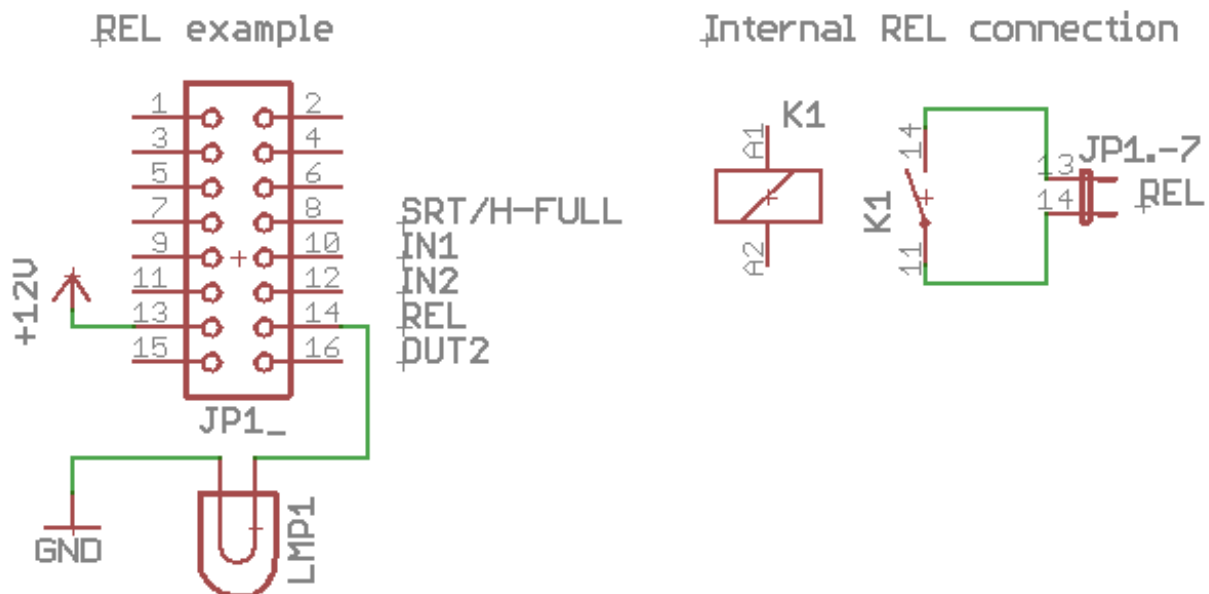 REL example
Internal REL connection
1 2
3 4
5 6
7 8 SRT/H-FULL
9 10 IN1
11 12 IN2
+12V 13 14 REL
15 16 OUT2
JP1_
GND
LMP1
K1
A1
A2
K1
14
11
13 JP1.-7
14 REL